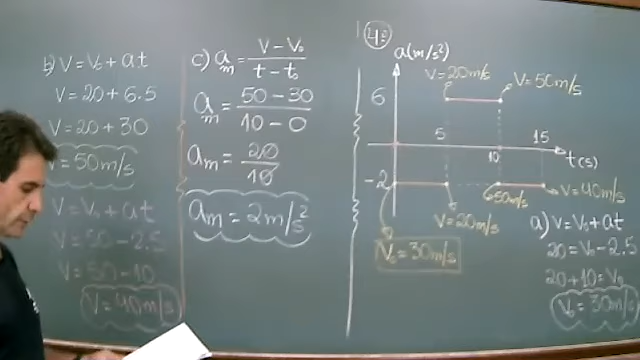 b) V = V₀ + at
V = 20 + 6.5
V = 20 + 30
V = 50m/s
V = V₀ + at
V = 50 - 2.5
V = 50 - 10
V = 40m/s
c) am = V - V₀ / t - t₀
am = 50 - 30 / 10 - 0
am = 20 / 10
am = 2m/s²
4
a(m/s²)
V = 20m/s
V = 50m/s
6
5
10
15
t(s)
-2
50m/s
V = 40m/s
V = 20m/s
V₀ = 30m/s
a) V = V₀ + at
20 = V₀ - 2.5
20 + 10 = V₀
V₀ = 30m/s